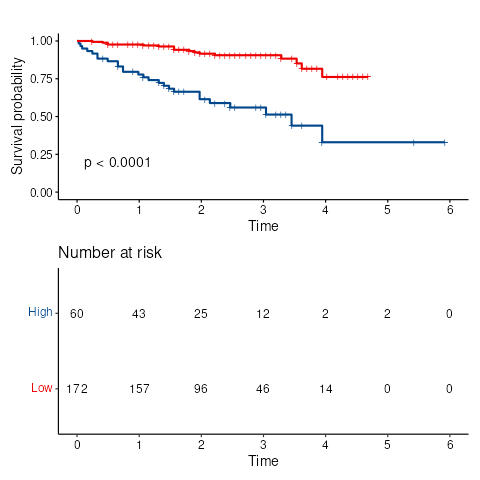 1.00
0.75
0.50
0.25
0.00
Survival probability
p < 0.0001
0 1 2 3 4 5 6
Time
Number at risk
High 60 43 25 12 2 2 0
Low 172 157 96 46 14 0 0
0 1 2 3 4 5 6
Time